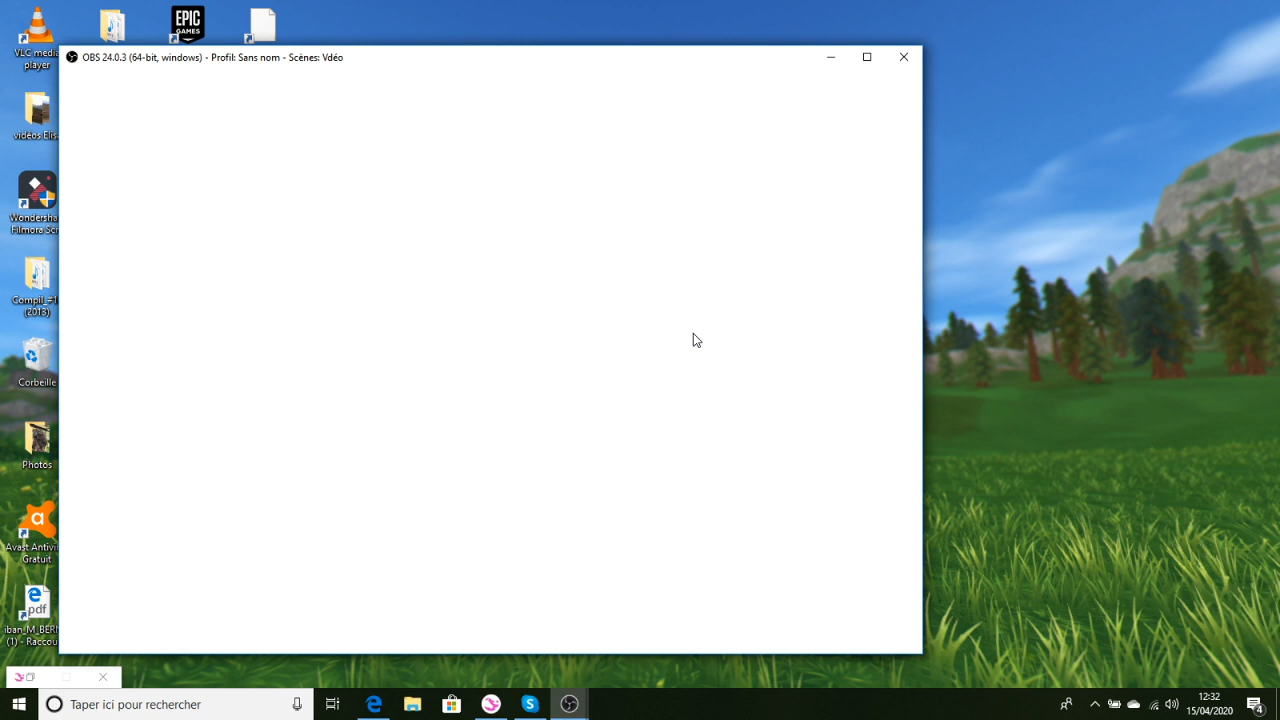 VLC media
player
EPIC
GAMES
OBS 24.0.3 (64-bit, windows) - Profil: Sans nom - Scènes: Vdéo
vidéos Elis
Wondersha
Filmora Scr
Compil_#1
(2013)
Corbeille
Photos
Avast Antivi
Gratuit
pdf
iban_M_BERN
(1) - Raccou
Taper ici pour rechercher
12:32
15/04/2020
4